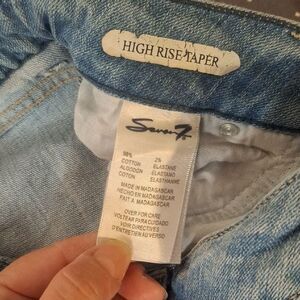 HIGH RISE TAPER
Seven7
98% 2%
COTTON ELASTANE
ALGODON ELASTANO
COTON ELASTHANNE
MADE IN MADAGASCAR
HECHO EN MADAGASCAR
FAIT A MADAGASCAR
OVER FOR CARE
VOLTEAR PARA CUIDADO
VOIR DIRECTIVES
D'ENTRETIEN AU VERSO